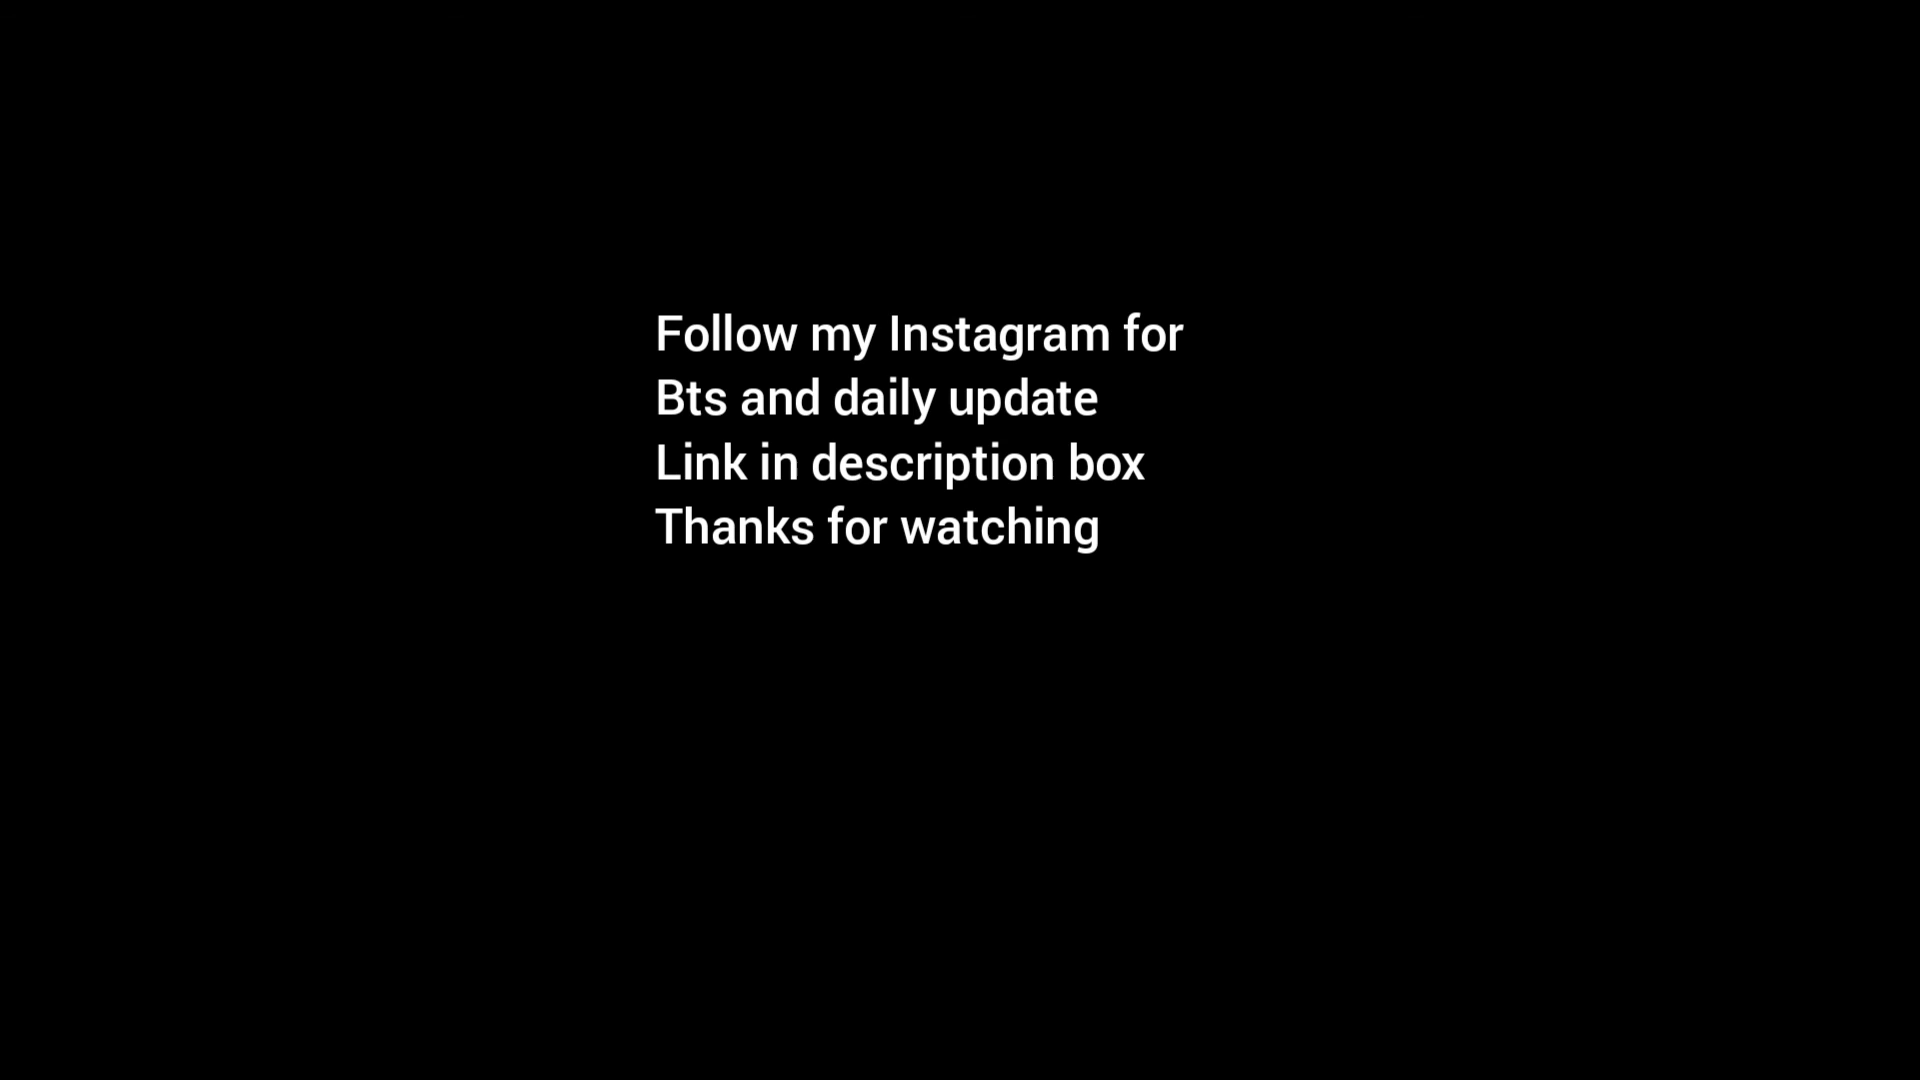 Follow my Instagram for
Bts and daily update
Link in description box
Thanks for watching